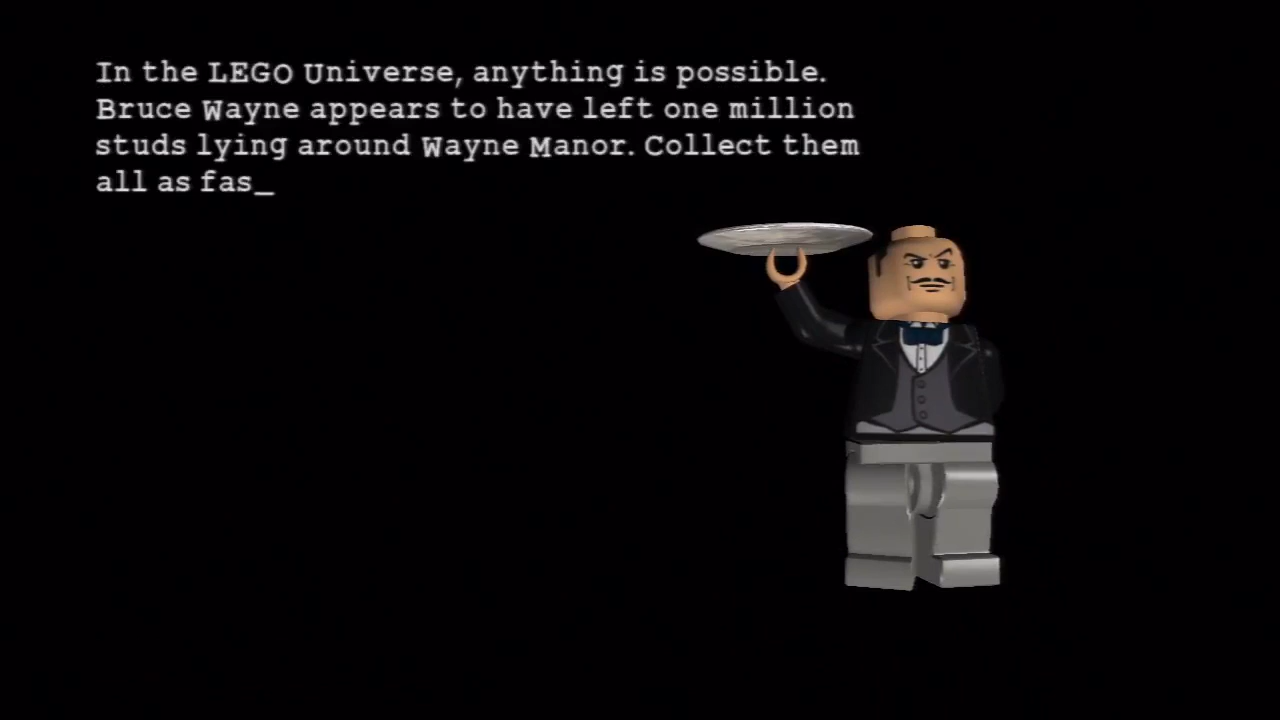 In the LEGO Universe, anything is possible.
Bruce Wayne appears to have left one million
studs lying around Wayne Manor. Collect them
all as fas_